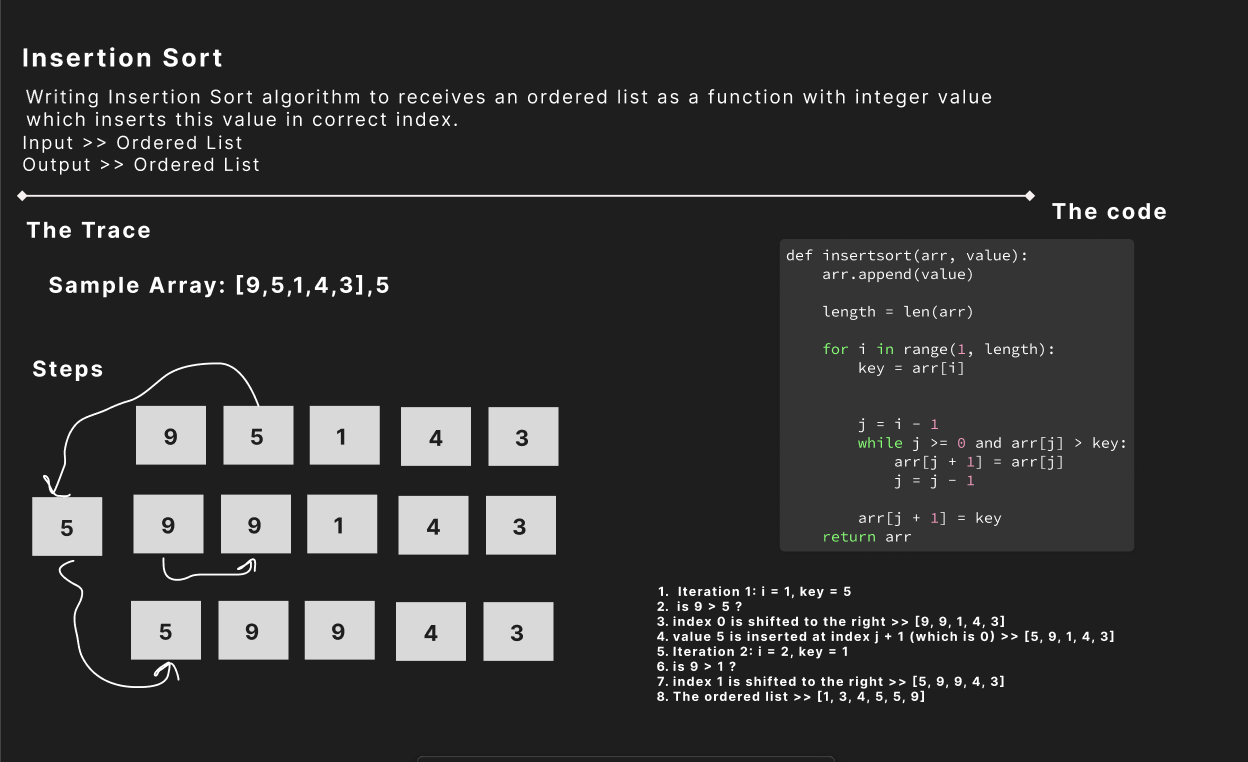 Insertion Sort
Writing Insertion Sort algorithm to receives an ordered list as a function with integer value
which inserts this value in correct index.
Input >> Ordered List
Output >> Ordered List
The Trace
Sample Array: [9,5,1,4,3],5
Steps
9 5 1 4 3
5 9 9 1 4 3
5 9 9 4 3
The code
def insertsort(arr, value):
    arr.append(value)
    length = len(arr)
    for i in range(1, length):
        key = arr[i]
        j = i - 1
        while j >= 0 and arr[j] > key:
            arr[j + 1] = arr[j]
            j = j - 1
        arr[j + 1] = key
    return arr
1. Iteration 1: i = 1, key = 5
2. is 9 > 5 ?
3. index 0 is shifted to the right >> [9, 9, 1, 4, 3]
4. value 5 is inserted at index j + 1 (which is 0) >> [5, 9, 1, 4, 3]
5. Iteration 2: i = 2, key = 1
6. is 9 > 1 ?
7. index 1 is shifted to the right >> [5, 9, 9, 4, 3]
8. The ordered list >> [1, 3, 4, 5, 5, 9]